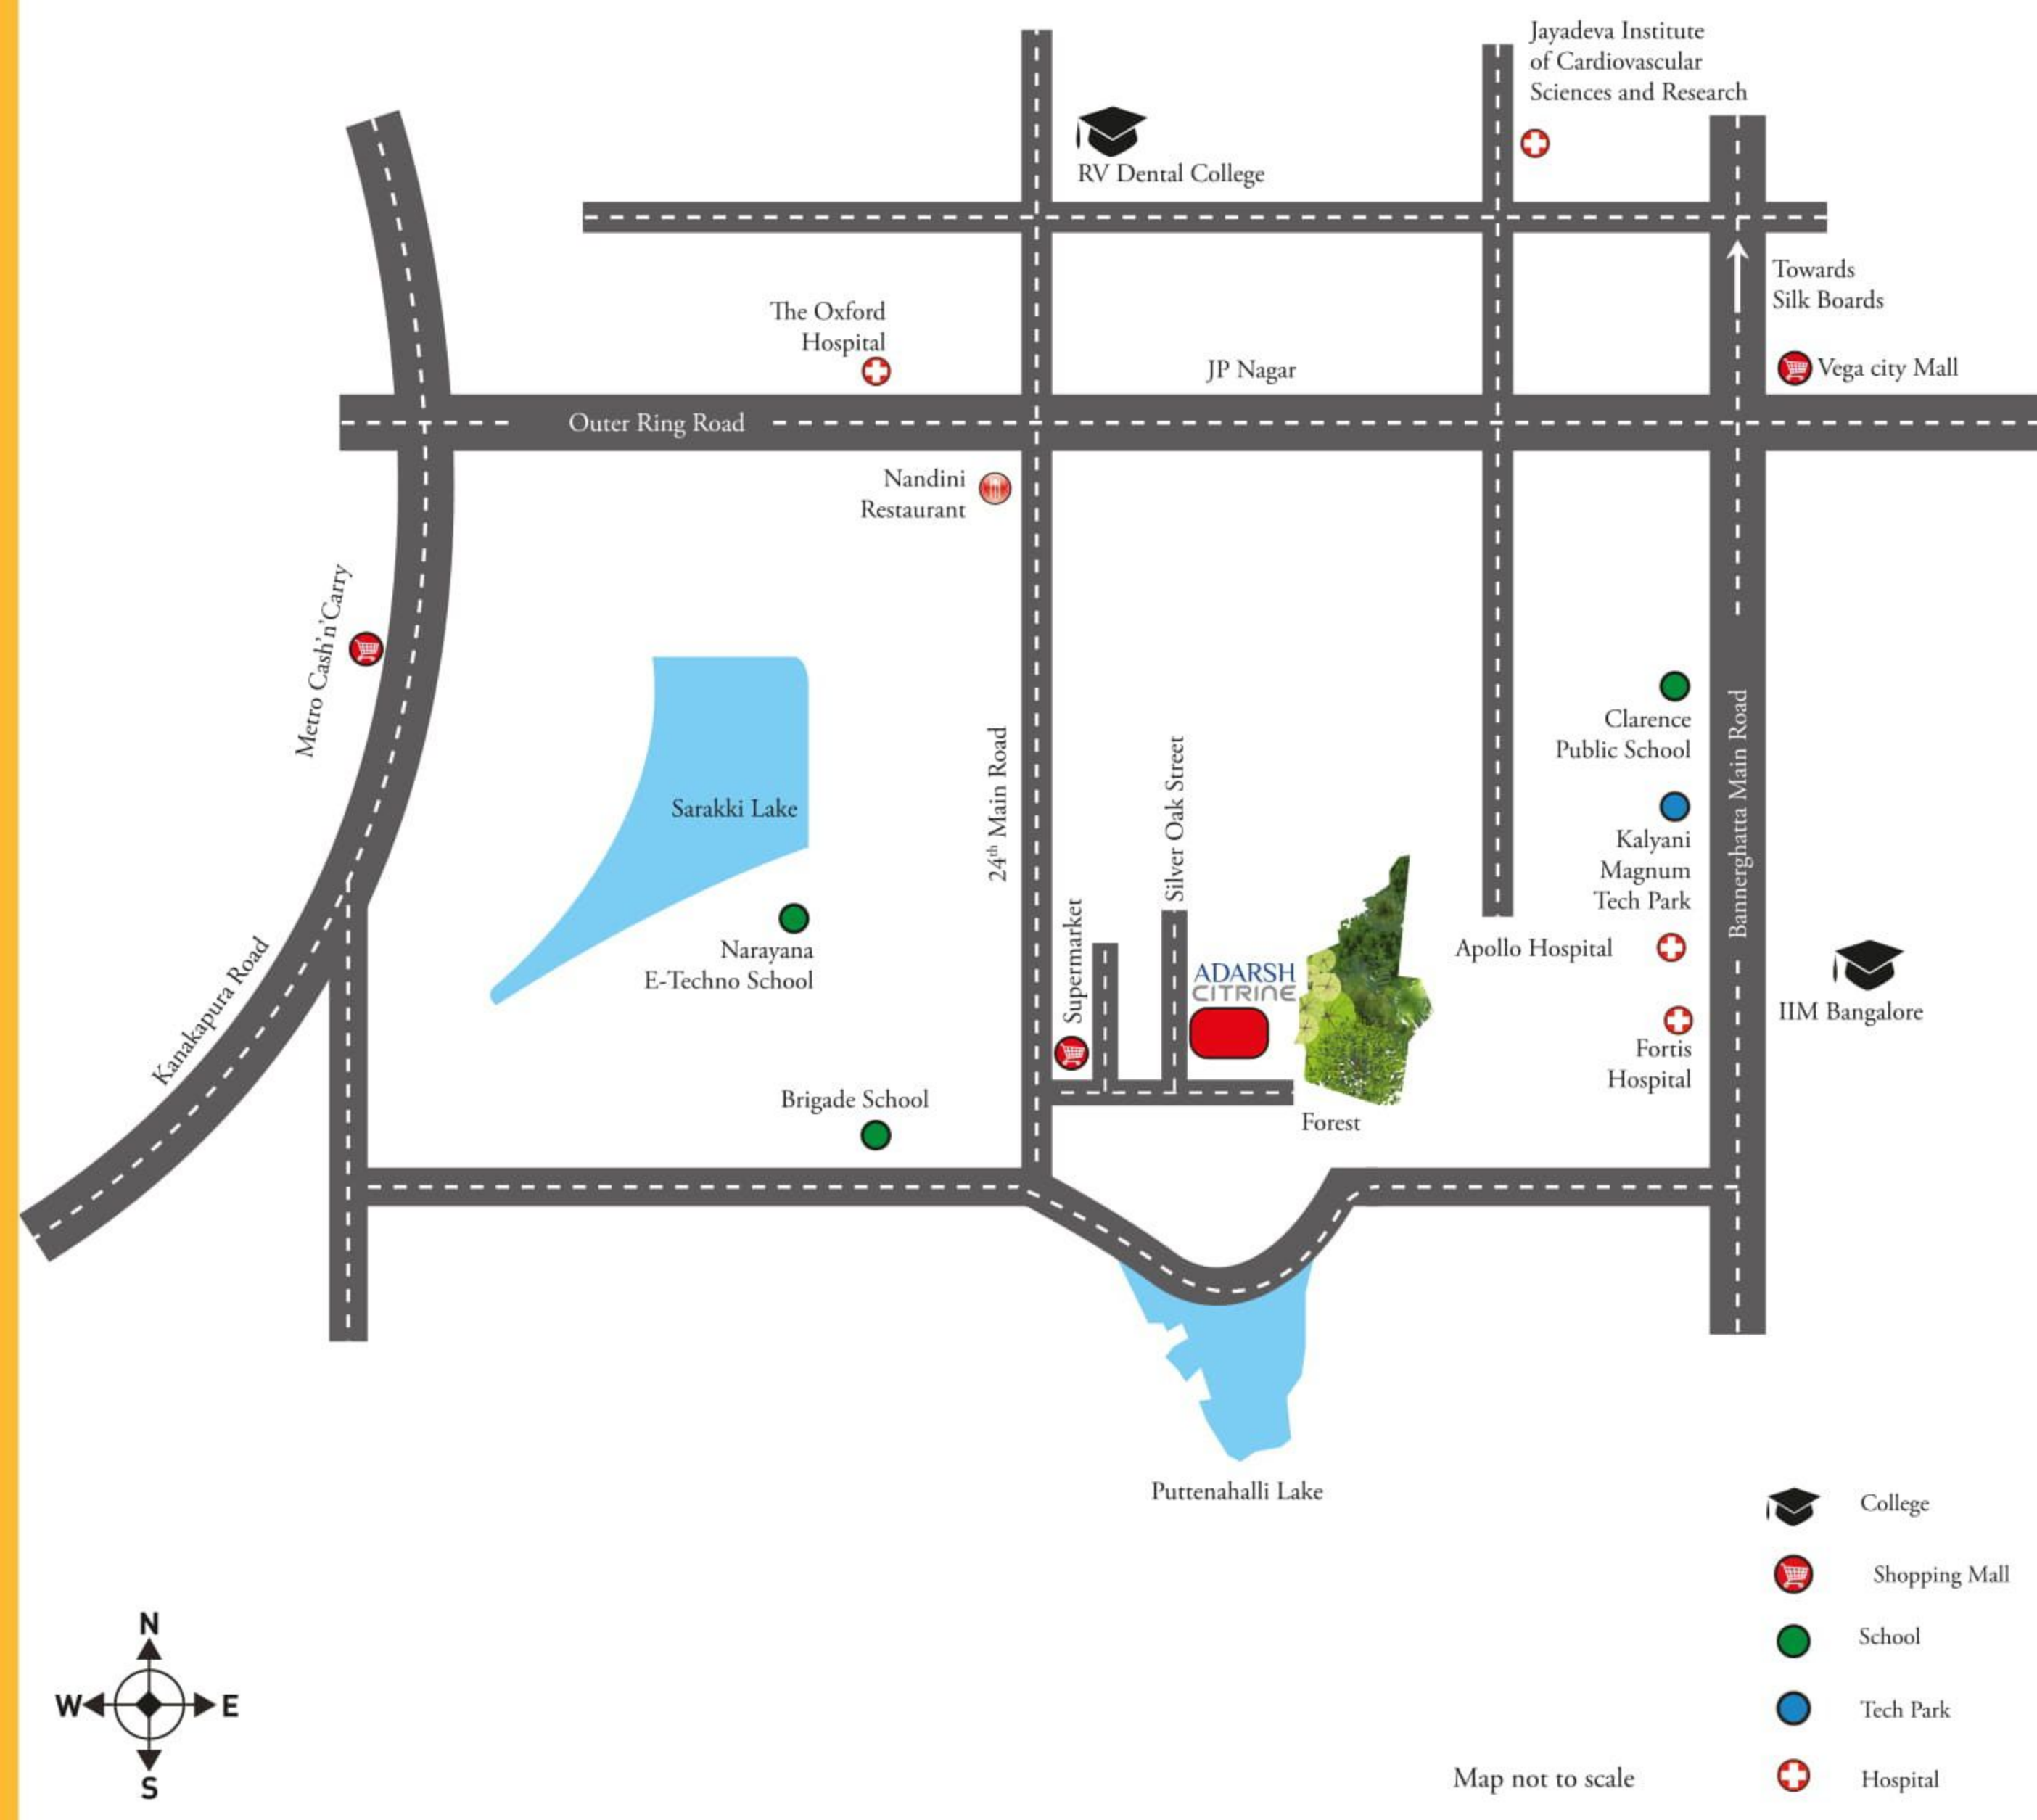 Jayadeva Institute
of Cardiovascular
Sciences and Research
RV Dental College
Towards
Silk Boards
The Oxford
Hospital
JP Nagar
Vega city Mall
Outer Ring Road
Nandini
Restaurant
Metro Cash'n'Carry
Clarence
Public School
Sarakki Lake
24th Main Road
Silver Oak Street
Bannerghatta Main Road
Kalyani
Magnum
Tech Park
Supermarket
Narayana
E-Techno School
Apollo Hospital
ADARSH
CITRINE
Kanakapura Road
IIM Bangalore
Fortis
Hospital
Brigade School
Forest
Puttenahalli Lake
College
Shopping Mall
School
Tech Park
Hospital
Map not to scale
N
W E
S